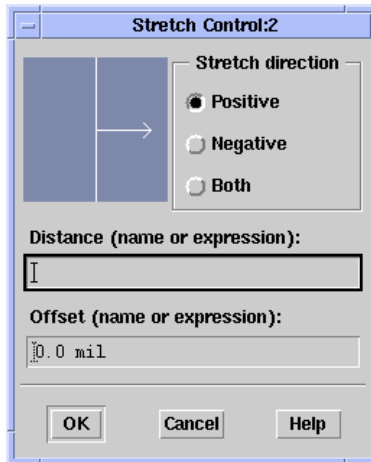 Stretch Control:2
Stretch direction
Positive
Negative
Both
Distance (name or expression):
Offset (name or expression):
0.0 mil
OK Cancel Help